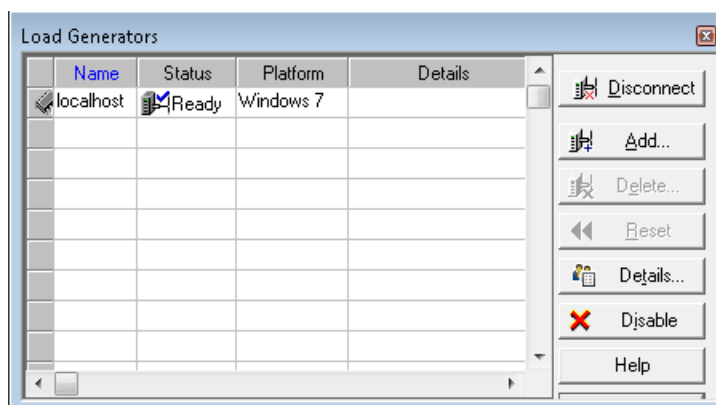 Load Generators
Name Status Platform Details
localhost Ready Windows 7
Disconnect
Add...
Delete...
Reset
Details...
Disable
Help